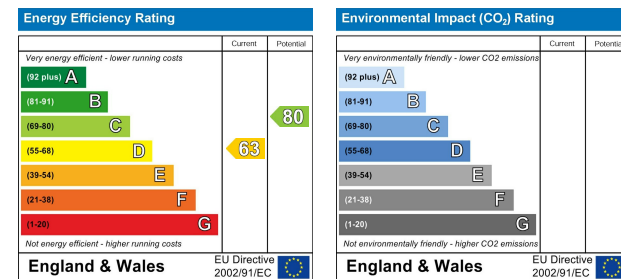 Energy Efficiency Rating
Current Potential
Very energy efficient - lower running costs
(92 plus) A
(81-91) B
(69-80) C
(55-68) D
(39-54) E
(21-38) F
(1-20) G
63
80
Not energy efficient - higher running costs
England & Wales
EU Directive
2002/91/EC
Environmental Impact (CO₂) Rating
Current Potential
Very environmentally friendly - lower CO2 emissions
(92 plus) A
(81-91) B
(69-80) C
(55-68) D
(39-54) E
(21-38) F
(1-20) G
Not environmentally friendly - higher CO2 emissions
England & Wales
EU Directive
2002/91/EC